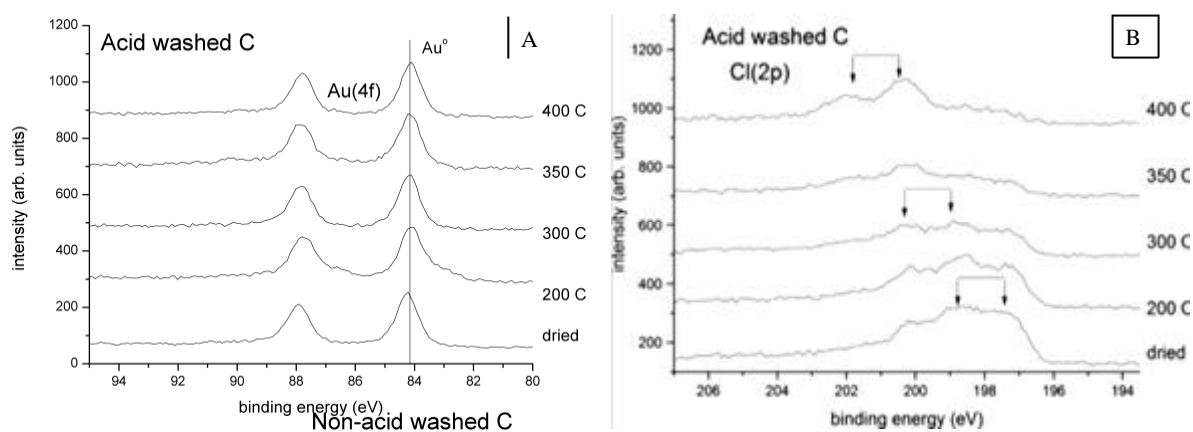 Acid washed C
A
Au°
Au(4f)
1200
1000
800
600
400
200
0
400 C
350 C
300 C
200 C
dried
intensity (arb. units)
94 92 90 88 86 84 82 80
binding energy (eV)
Non-acid washed C
B
Acid washed C
Cl(2p)
1200
1000
800
600
400
200
400 C
350 C
300 C
200 C
dried
intensity (arb. units)
206 204 202 200 198 196 194
binding energy (eV)